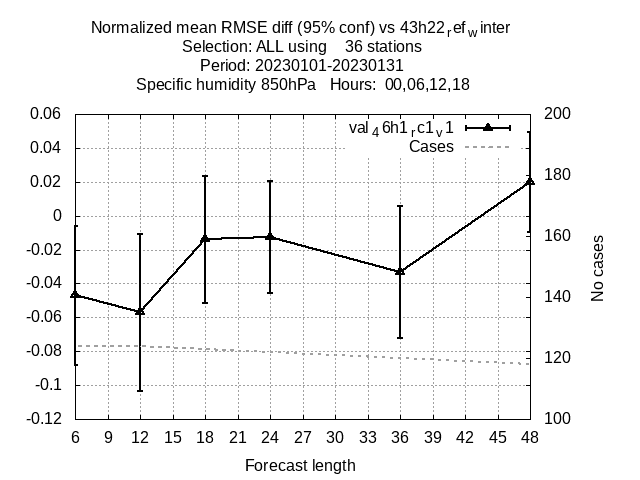 Normalized mean RMSE diff (95% conf) vs 43h22refwinter
Selection: ALL using 36 stations
Period: 20230101-20230131
Specific humidity 850hPa Hours: 00,06,12,18
val46h1rc1v1
Cases
0.06
0.04
0.02
0
-0.02
-0.04
-0.06
-0.08
-0.1
-0.12
200
180
160
140
120
100
No cases
6 9 12 15 18 21 24 27 30 33 36 39 42 45 48
Forecast length